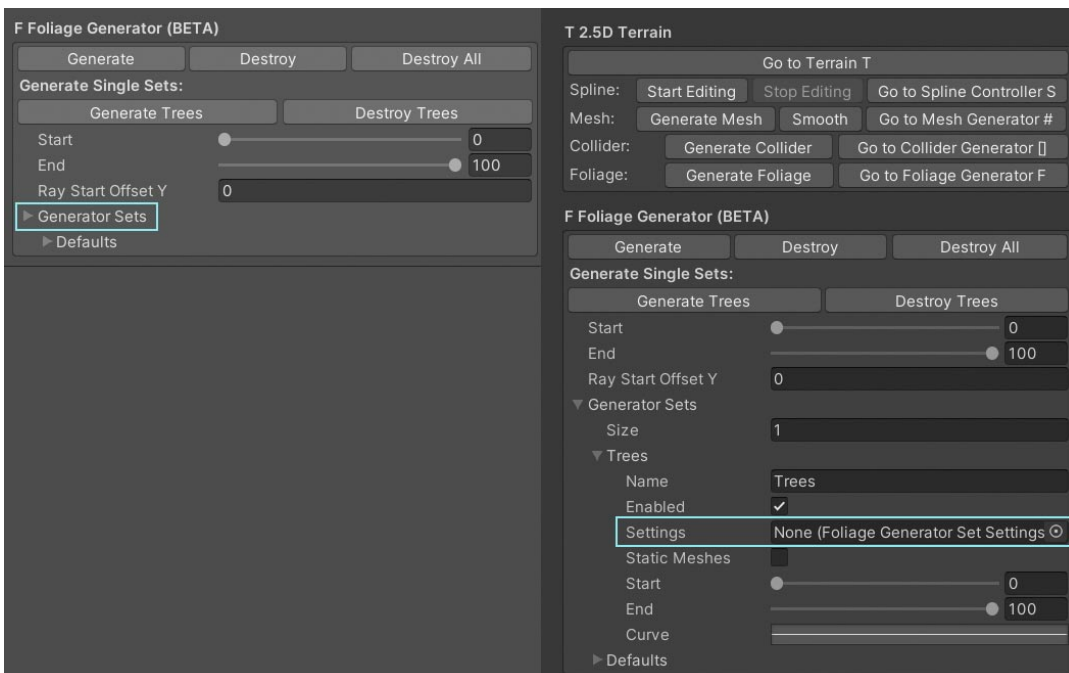 F Foliage Generator (BETA)
Generate Destroy Destroy All
Generate Single Sets:
Generate Trees Destroy Trees
Start 0
End 100
Ray Start Offset Y 0
Generator Sets
Defaults
T 2.5D Terrain
Go to Terrain T
Spline: Start Editing Stop Editing Go to Spline Controller S
Mesh: Generate Mesh Smooth Go to Mesh Generator #
Collider: Generate Collider Go to Collider Generator []
Foliage: Generate Foliage Go to Foliage Generator F
F Foliage Generator (BETA)
Generate Destroy Destroy All
Generate Single Sets:
Generate Trees Destroy Trees
Start 0
End 100
Ray Start Offset Y 0
Generator Sets
Size 1
Trees
Name Trees
Enabled
Settings None (Foliage Generator Set Settings
Static Meshes
Start 0
End 100
Curve
Defaults